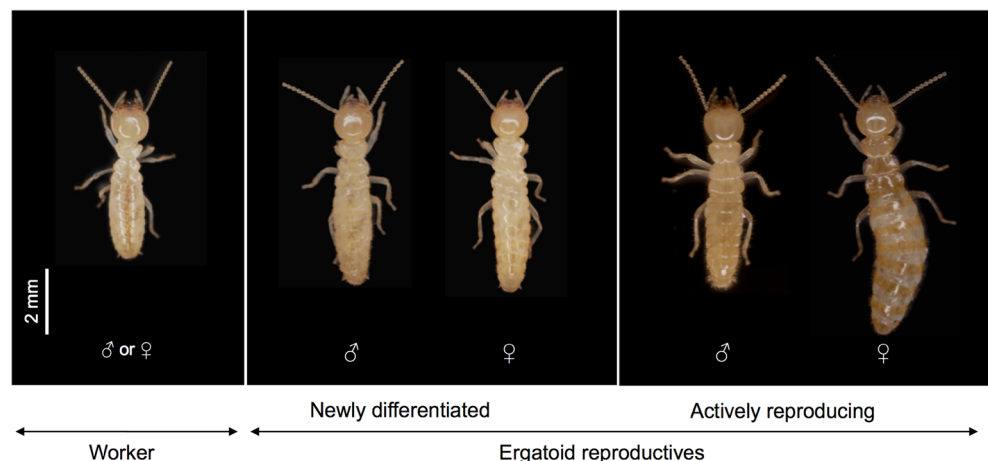 2 mm
♂ or ♀
♂
♀
♂
♀
Newly differentiated
Actively reproducing
Worker
Ergatoid reproductives